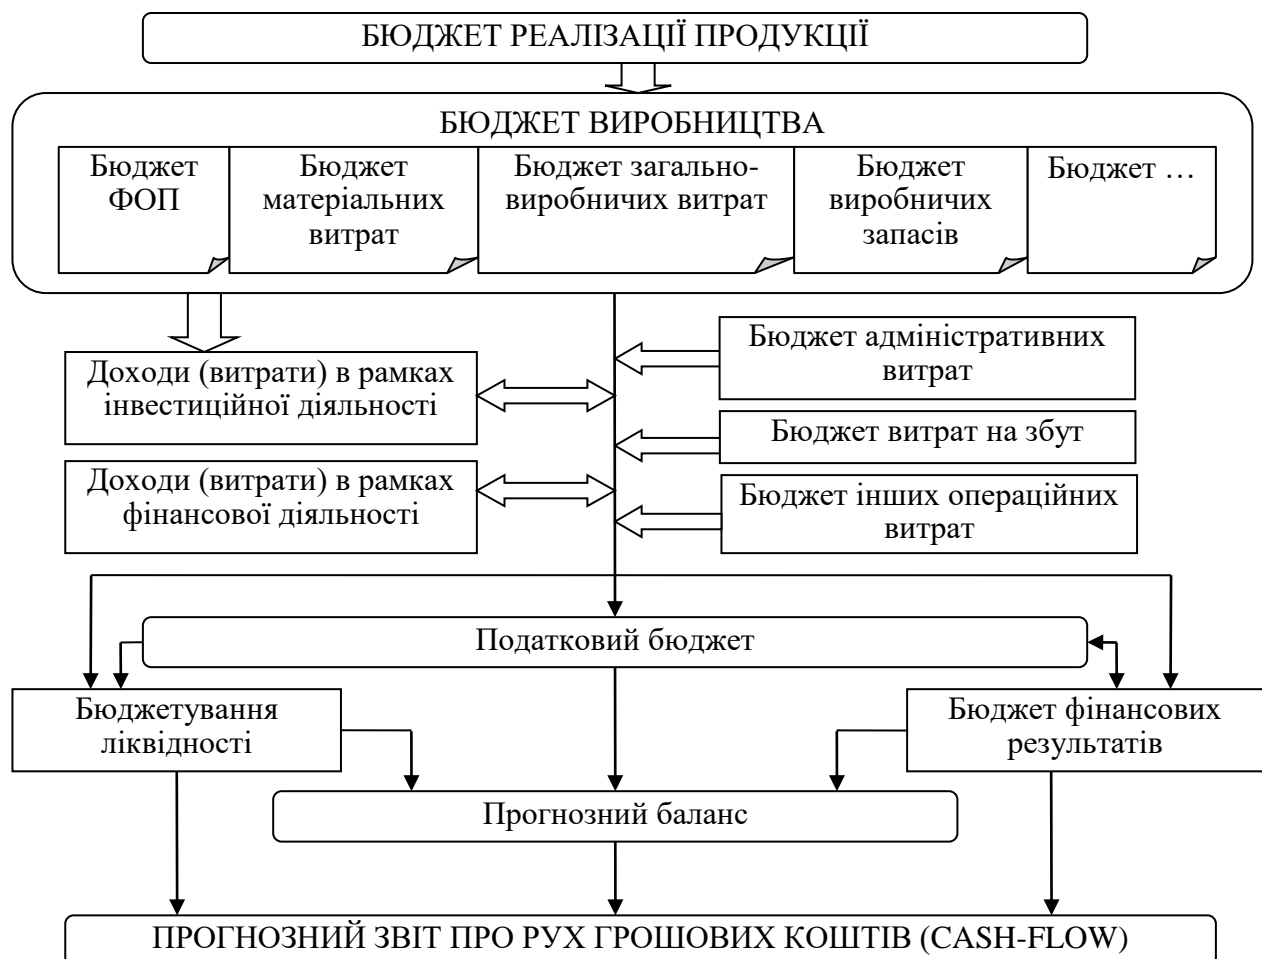 БЮДЖЕТ РЕАЛІЗАЦІЇ ПРОДУКЦІЇ
БЮДЖЕТ ВИРОБНИЦТВА
Бюджет
ФОП
Бюджет
матеріальних
витрат
Бюджет загально-
виробничих витрат
Бюджет
виробничих
запасів
Бюджет …
Доходи (витрати) в рамках
інвестиційної діяльності
Бюджет адміністративних
витрат
Бюджет витрат на збут
Доходи (витрати) в рамках
фінансової діяльності
Бюджет інших операційних
витрат
Податковий бюджет
Бюджетування
ліквідності
Бюджет фінансових
результатів
Прогнозний баланс
ПРОГНОЗНИЙ ЗВІТ ПРО РУХ ГРОШОВИХ КОШТІВ (CASH-FLOW)